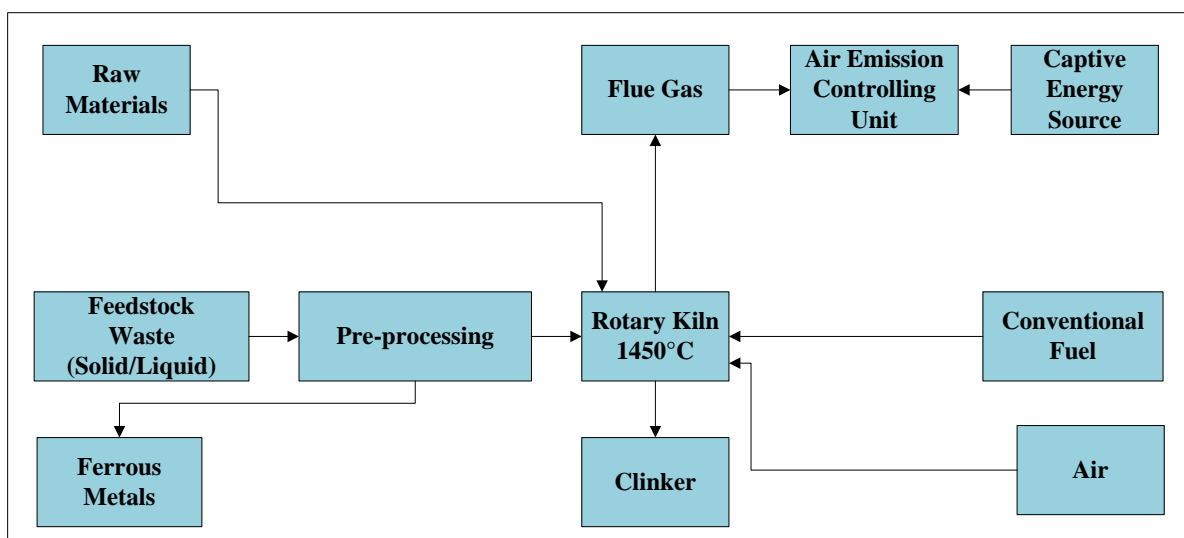 Raw
Materials
Flue Gas
Air Emission
Controlling
Unit
Captive
Energy
Source
Feedstock
Waste
(Solid/Liquid)
Pre-processing
Rotary Kiln
1450°C
Conventional
Fuel
Ferrous
Metals
Clinker
Air